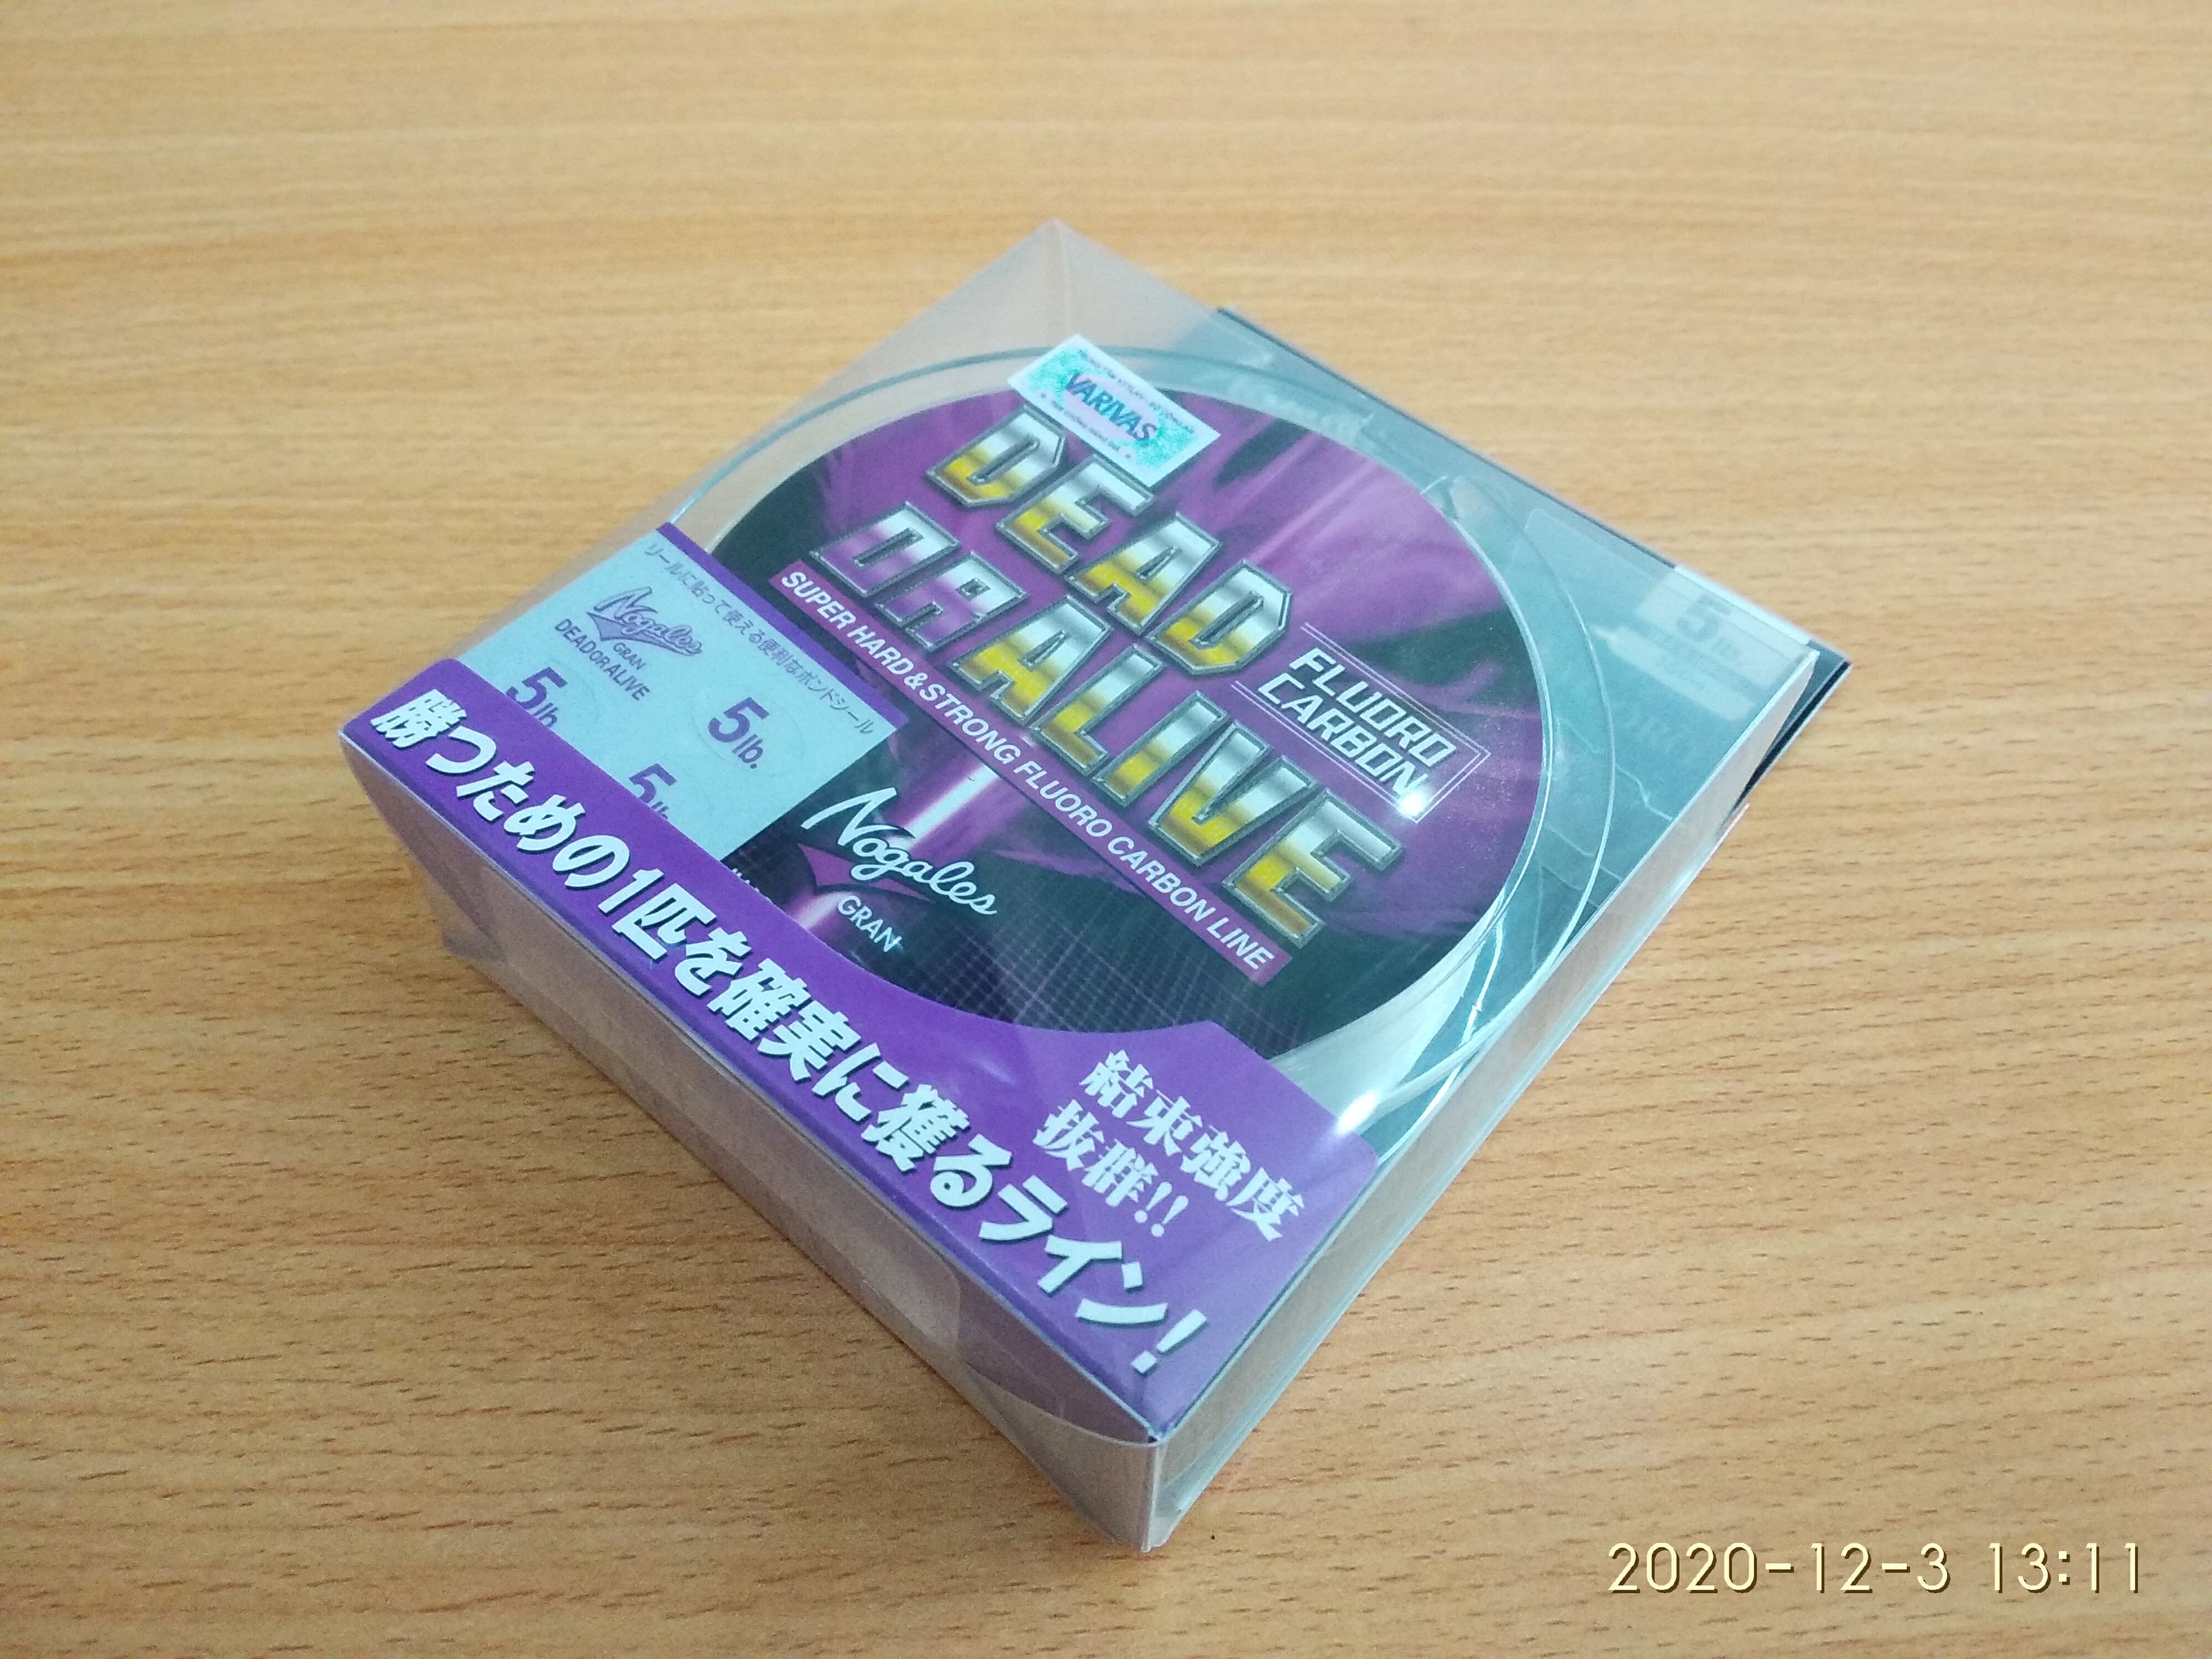 VARIVAS
DEAD
OR ALIVE
FLUORO
CARBON
SUPER HARD & STRONG FLUORO CARBON LINE
Nogales
GRAN
リールに貼って使える便利なボンドシール
Nogales
GRAN
DEAD OR ALIVE
5lb.
5lb.
5lb.
勝つための1匹を確実に獲るライン!
結束強度
抜群!!
5lb.
2020-12-3 13:11